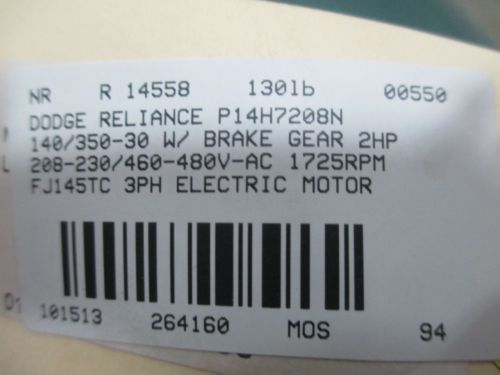 NR R 14558 130lb 00550
DODGE RELIANCE P14H7208N
140/350-30 W/ BRAKE GEAR 2HP
208-230/460-480V-AC 1725RPM
FJ145TC 3PH ELECTRIC MOTOR
101513 264160 MOS 94